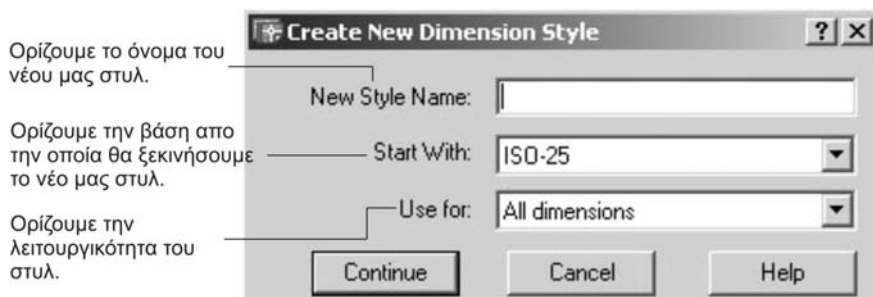 Create New Dimension Style
Ορίζουμε το όνομα του
νέου μας στυλ.
New Style Name:
Ορίζουμε την βάση απο
την οποία θα ξεκινήσουμε
το νέο μας στυλ.
Start With: ISO-25
Ορίζουμε την
λειτουργικότητα του
στυλ.
Use for: All dimensions
Continue Cancel Help